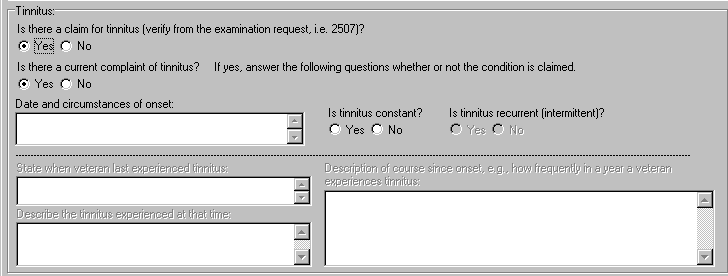 Tinnitus:
Is there a claim for tinnitus (verify from the examination request, i.e. 2507)?
Yes No
Is there a current complaint of tinnitus? If yes, answer the following questions whether or not the condition is claimed.
Yes No
Date and circumstances of onset:
Is tinnitus constant? Is tinnitus recurrent (intermittent)?
Yes No Yes No
State when veteran last experienced tinnitus:
Description of course since onset, e.g., how frequently in a year a veteran
experiences tinnitus:
Describe the tinnitus experienced at that time: